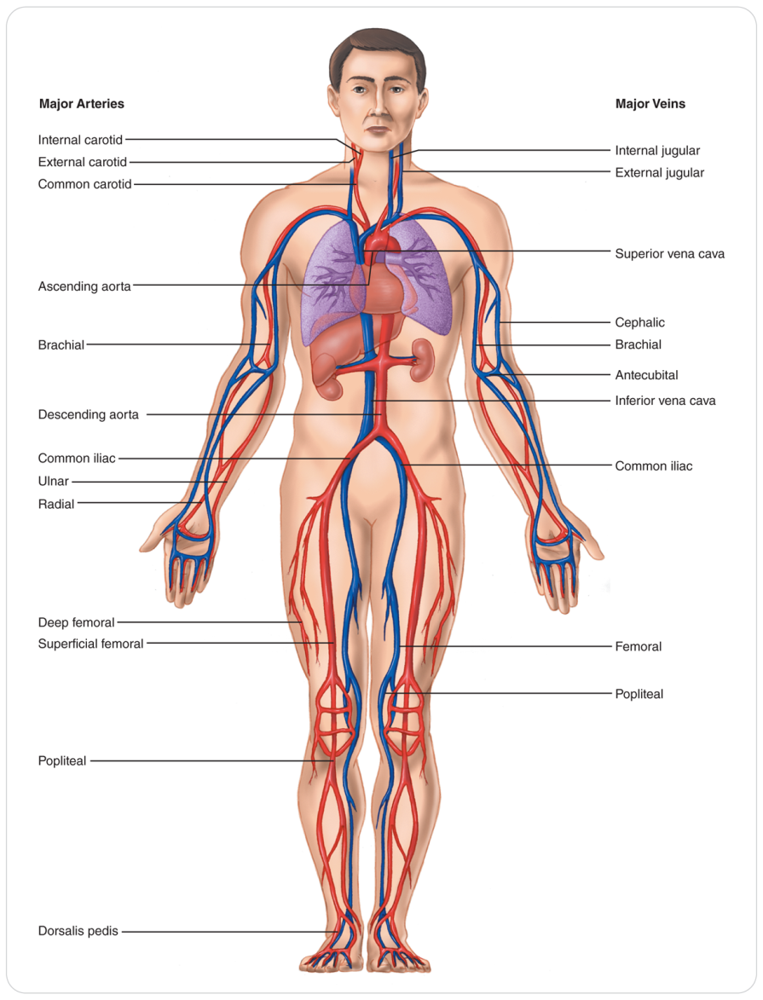 Major Arteries
Internal carotid
External carotid
Common carotid
Ascending aorta
Brachial
Descending aorta
Common iliac
Ulnar
Radial
Deep femoral
Superficial femoral
Popliteal
Dorsalis pedis
Major Veins
Internal jugular
External jugular
Superior vena cava
Cephalic
Brachial
Antecubital
Inferior vena cava
Common iliac
Femoral
Popliteal